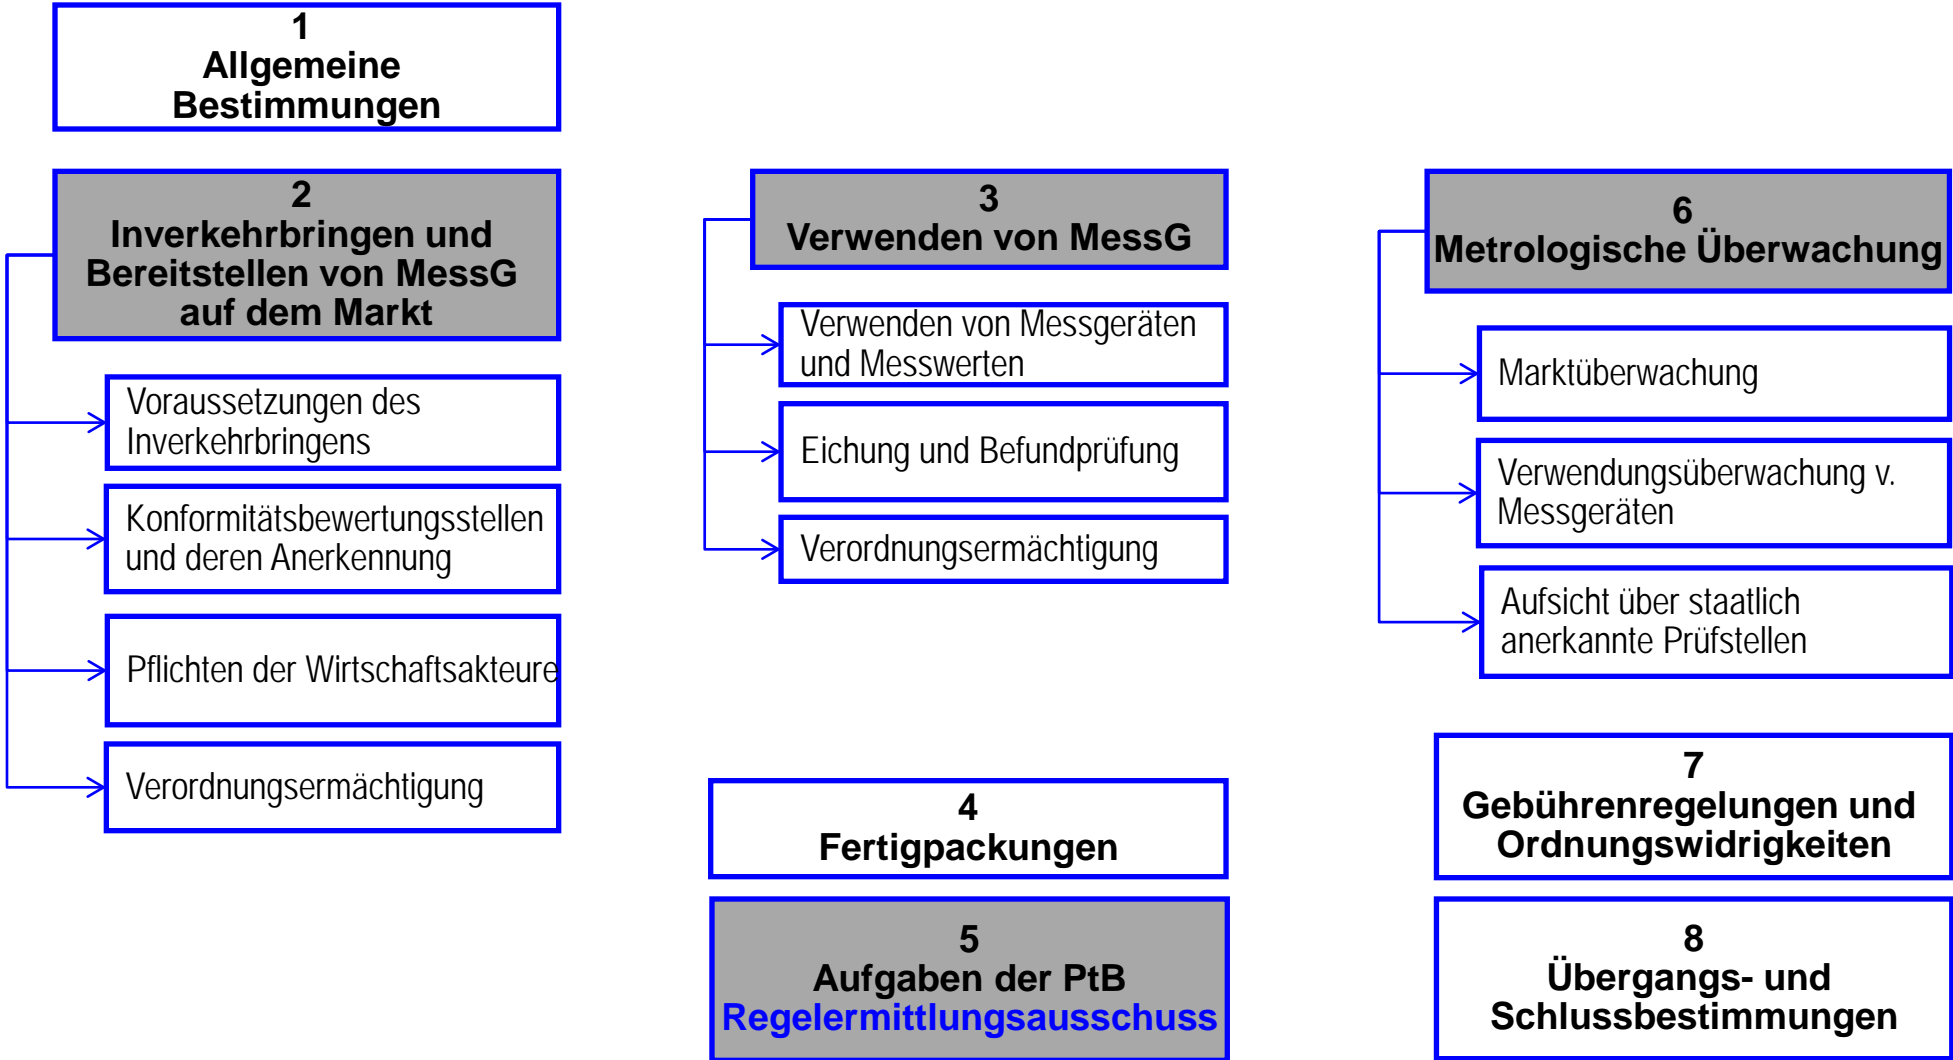 1
Allgemeine
Bestimmungen
2
Inverkehrbringen und
Bereitstellen von MessG
auf dem Markt
Voraussetzungen des
Inverkehrbringens
Konformitätsbewertungsstellen
und deren Anerkennung
Pflichten der Wirtschaftsakteure
Verordnungsermächtigung
3
Verwenden von MessG
Verwenden von Messgeräten
und Messwerten
Eichung und Befundprüfung
Verordnungsermächtigung
4
Fertigpackungen
5
Aufgaben der PtB
Regelermittlungsausschuss
6
Metrologische Überwachung
Marktüberwachung
Verwendungsüberwachung v.
Messgeräten
Aufsicht über staatlich
anerkannte Prüfstellen
7
Gebührenregelungen und
Ordnungswidrigkeiten
8
Übergangs- und
Schlussbestimmungen